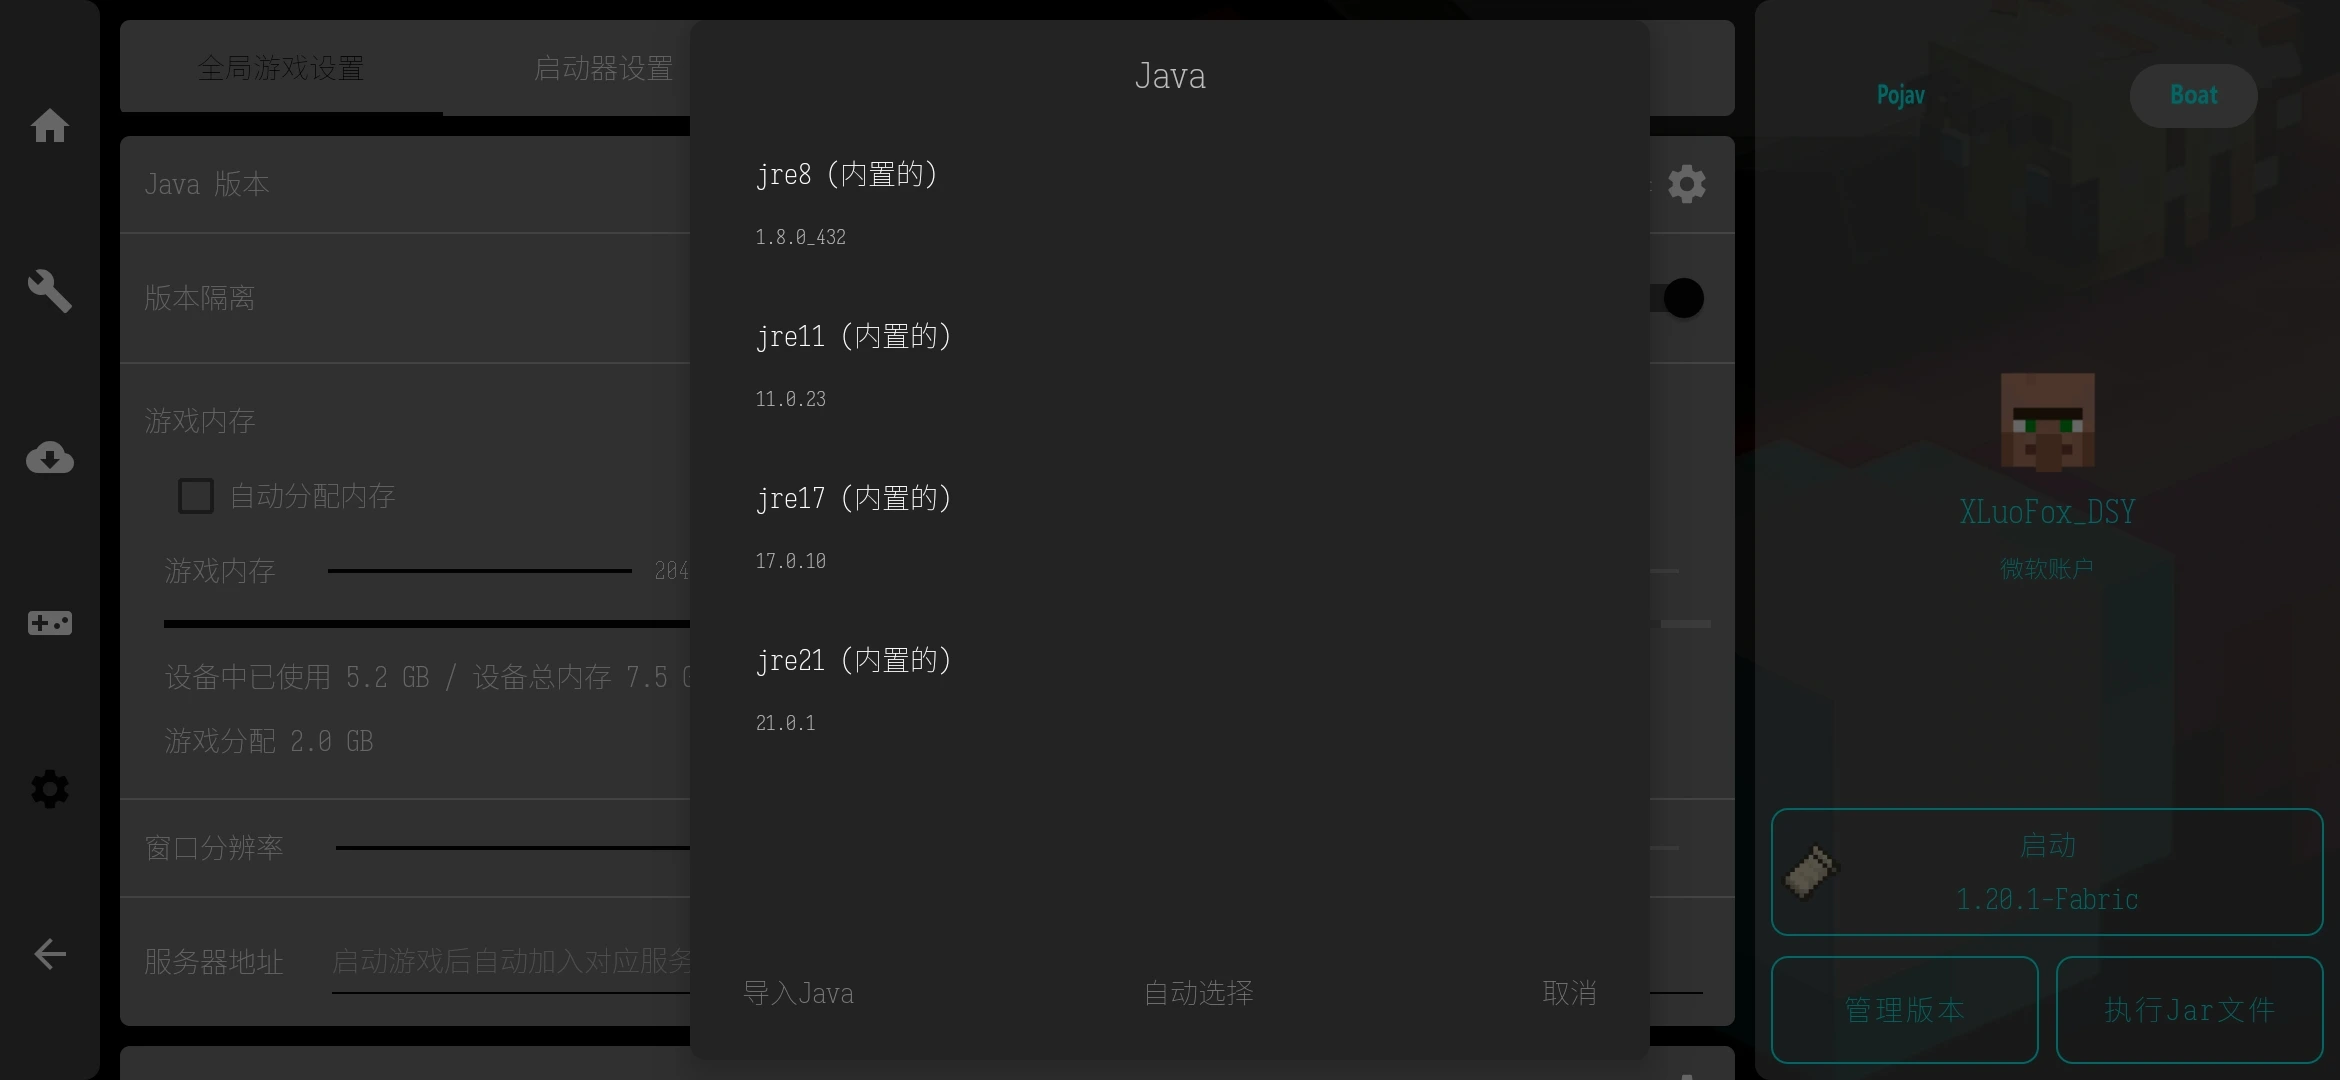 全局游戏设置
启动器设置
Java 版本
版本隔离
游戏内存
自动分配内存
游戏内存
204
设备中已使用 5.2 GB / 设备总内存 7.5
游戏分配 2.0 GB
窗口分辨率
服务器地址
启动游戏后自动加入对应服务
Java
jre8 (内置的)
1.8.0_432
jre11 (内置的)
11.0.23
jre17 (内置的)
17.0.10
jre21 (内置的)
21.0.1
导入Java
自动选择
取消
Pojav
Boat
XLuoFox_DSY
微软账户
启动
1.20.1-Fabric
管理版本
执行Jar文件